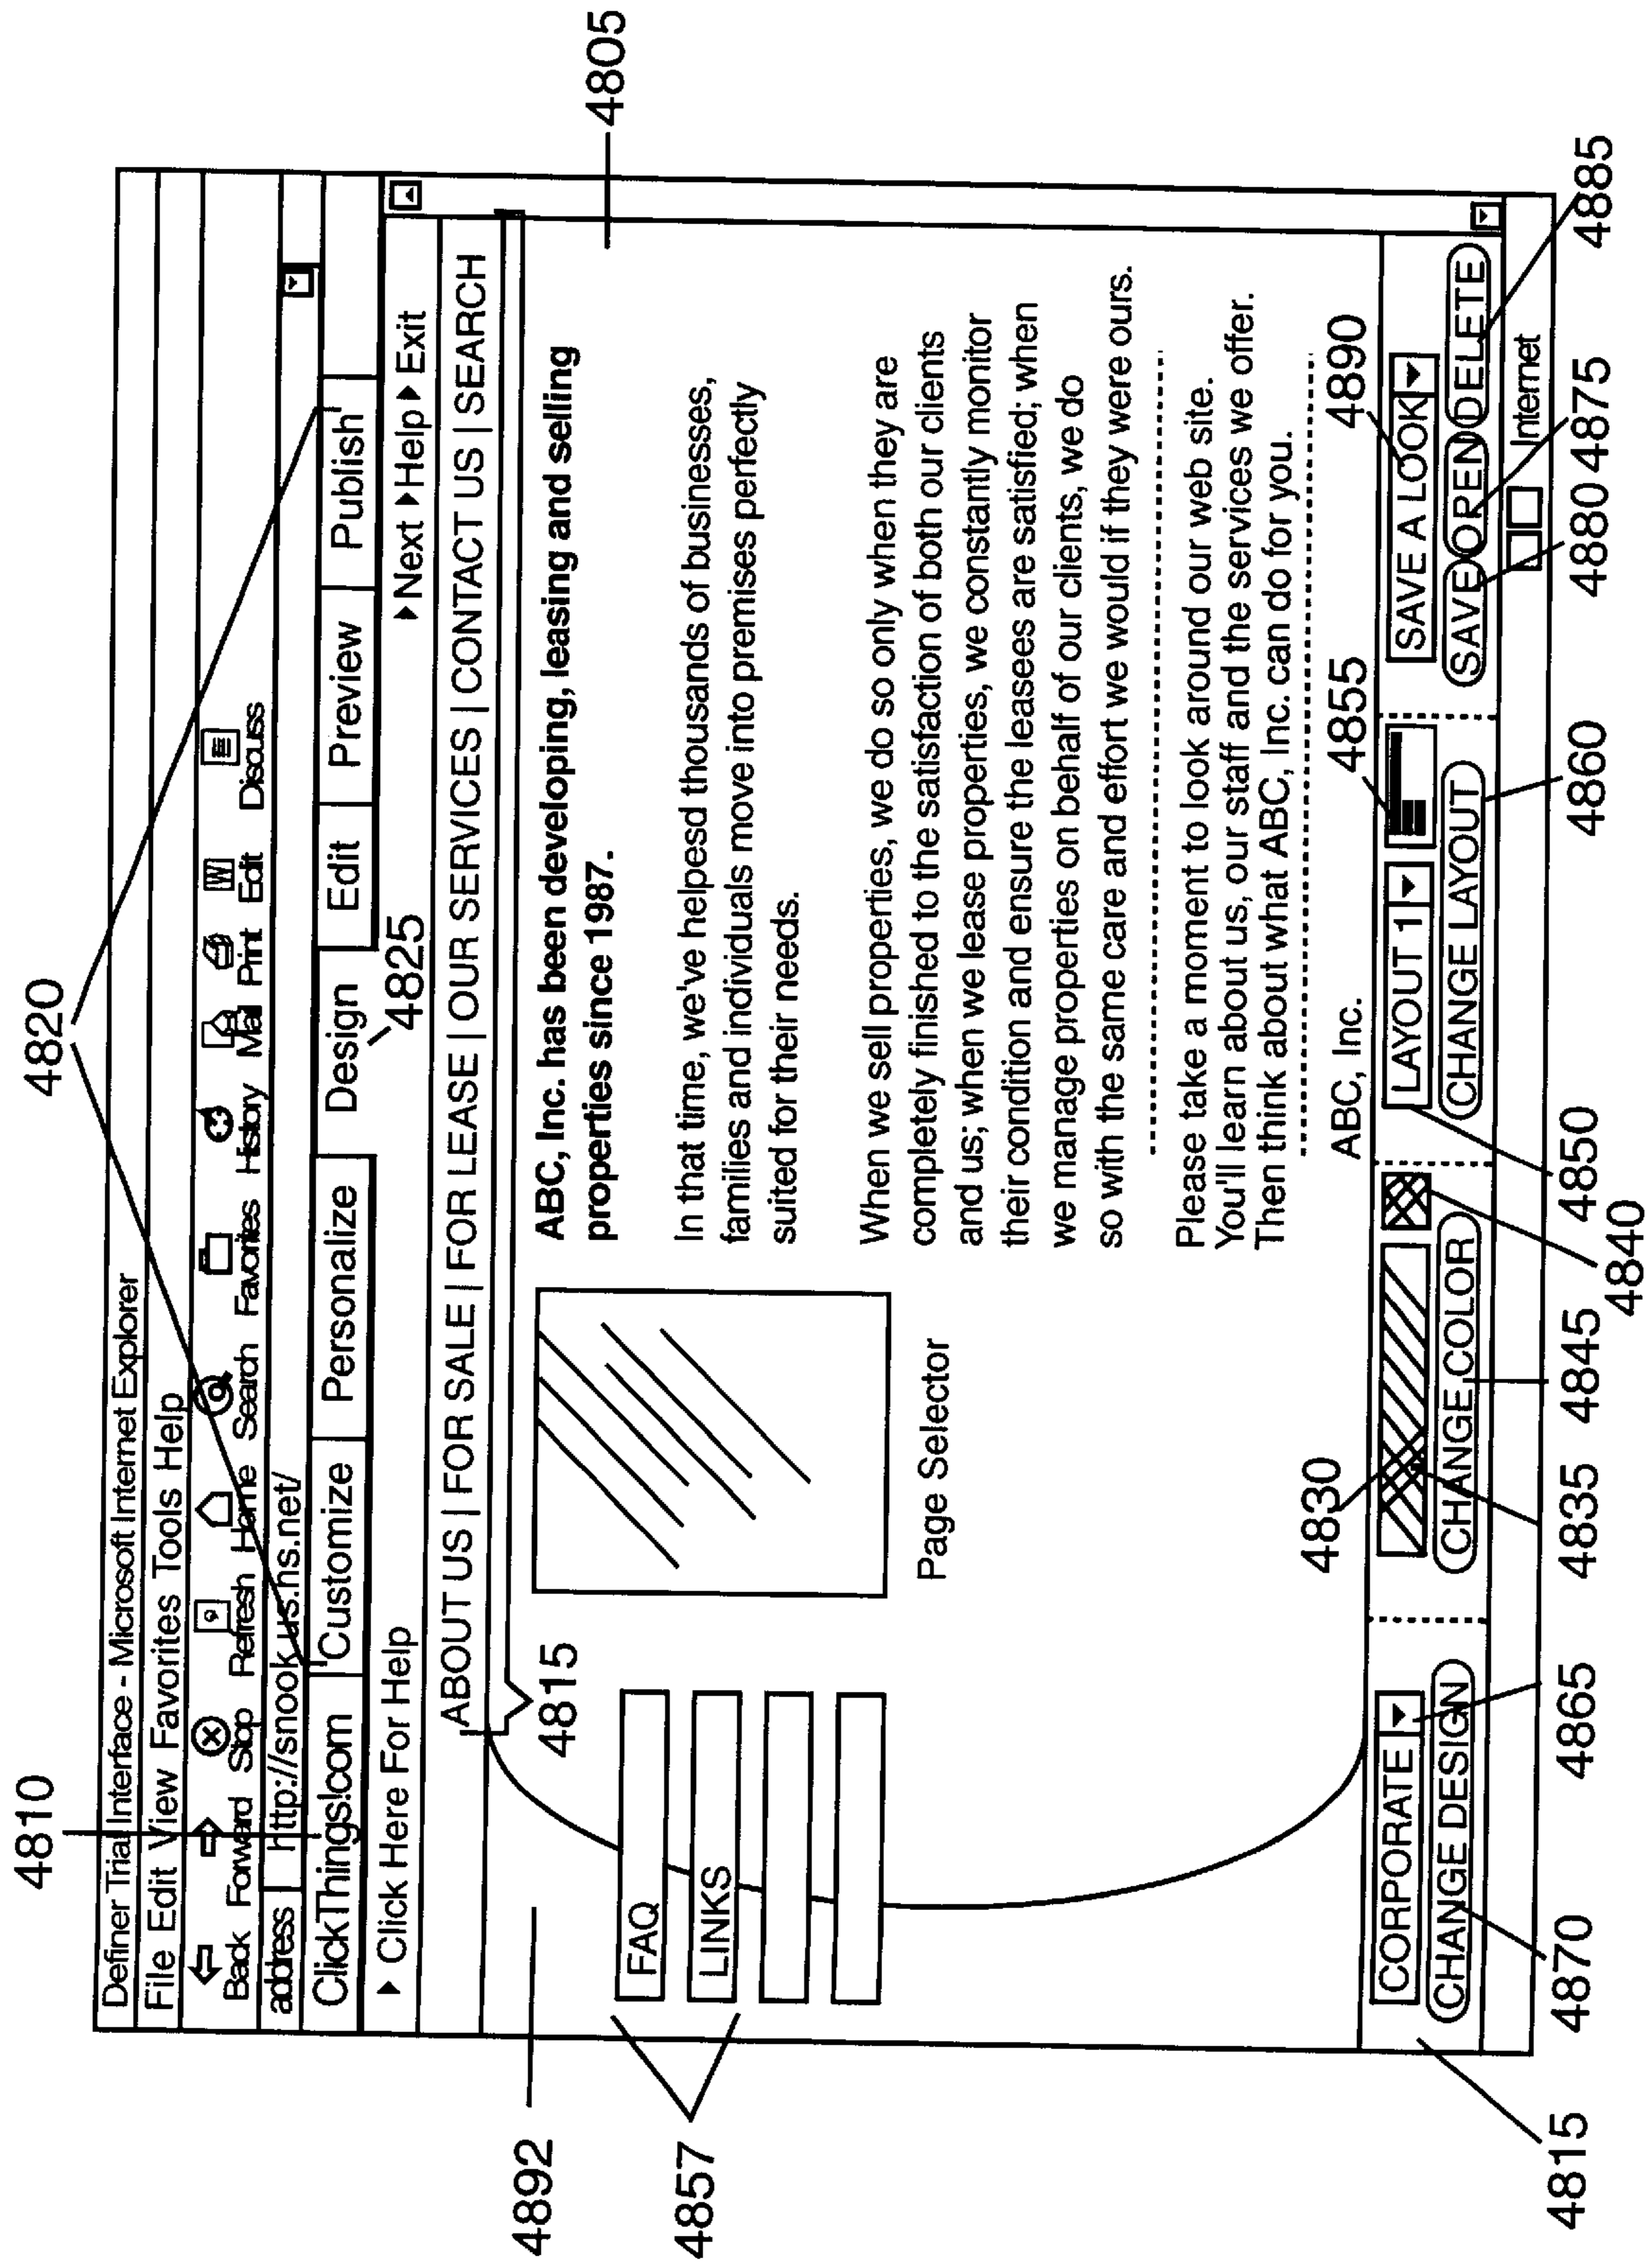 4820
4810
Definer Trial Interface - Microsoft Internet Explorer
File Edit View Favorites Tools Help
Back Forward Stop Refresh Home Search Favorites History Mail Print Edit Discuss
address http://snook.us.hs.net/
ClickThings!com Customize Personalize Design Edit Preview Publish
4825
Click Here For Help Next Help Exit
ABOUT US | FOR SALE | FOR LEASE | OUR SERVICES | CONTACT US | SEARCH
4815
4892
4805
ABC, Inc. has been developing, leasing and selling
properties since 1987.
FAQ
LINKS
4857
In that time, we've helpesd thousands of businesses,
families and individuals move into premises perfectly
suited for their needs.
When we sell properties, we do so only when they are
completely finished to the satisfaction of both our clients
and us; when we lease properties, we constantly monitor
their condition and ensure the leasees are satisfied; when
we manage properties on behalf of our clients, we do
so with the same care and effort we would if they were ours.
Page Selector
Please take a moment to look around our web site.
You'll learn about us, our staff and the services we offer.
Then think about what ABC, Inc. can do for you.
ABC, Inc.
4830 4855 4890
CORPORATE LAYOUT 1 SAVE A LOOK
CHANGE DESIGN CHANGE COLOR CHANGE LAYOUT SAVE OPEN DELETE
Internet
4815 4870 4865 4835 4845 4850 4860 4880 4875 4885
4840